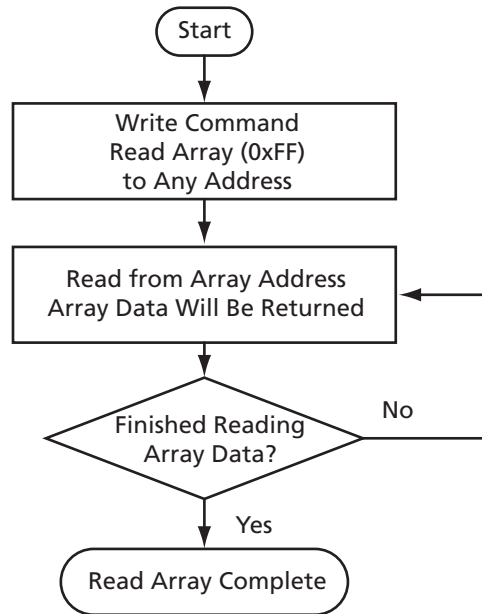 Start
Write Command
Read Array (0xFF)
to Any Address
Read from Array Address
Array Data Will Be Returned
Finished Reading
Array Data?
No
Yes
Read Array Complete